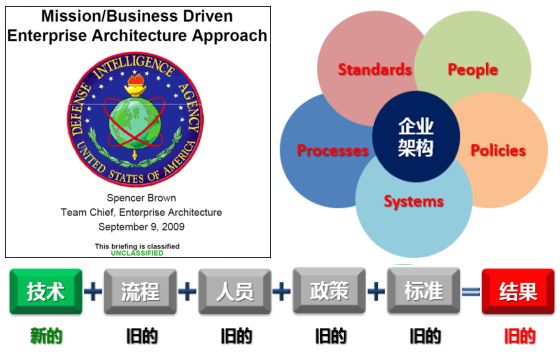 Mission/Business Driven
Enterprise Architecture Approach
DEFENSE INTELLIGENCE AGENCY
UNITED STATES OF AMERICA
Spencer Brown
Team Chief, Enterprise Architecture
September 9, 2009
This briefing is classified
UNCLASSIFIED
Standards
People
Processes
企业
架构
Policies
Systems
技术 + 流程 + 人员 + 政策 + 标准 = 结果
新的 旧的 旧的 旧的 旧的 旧的